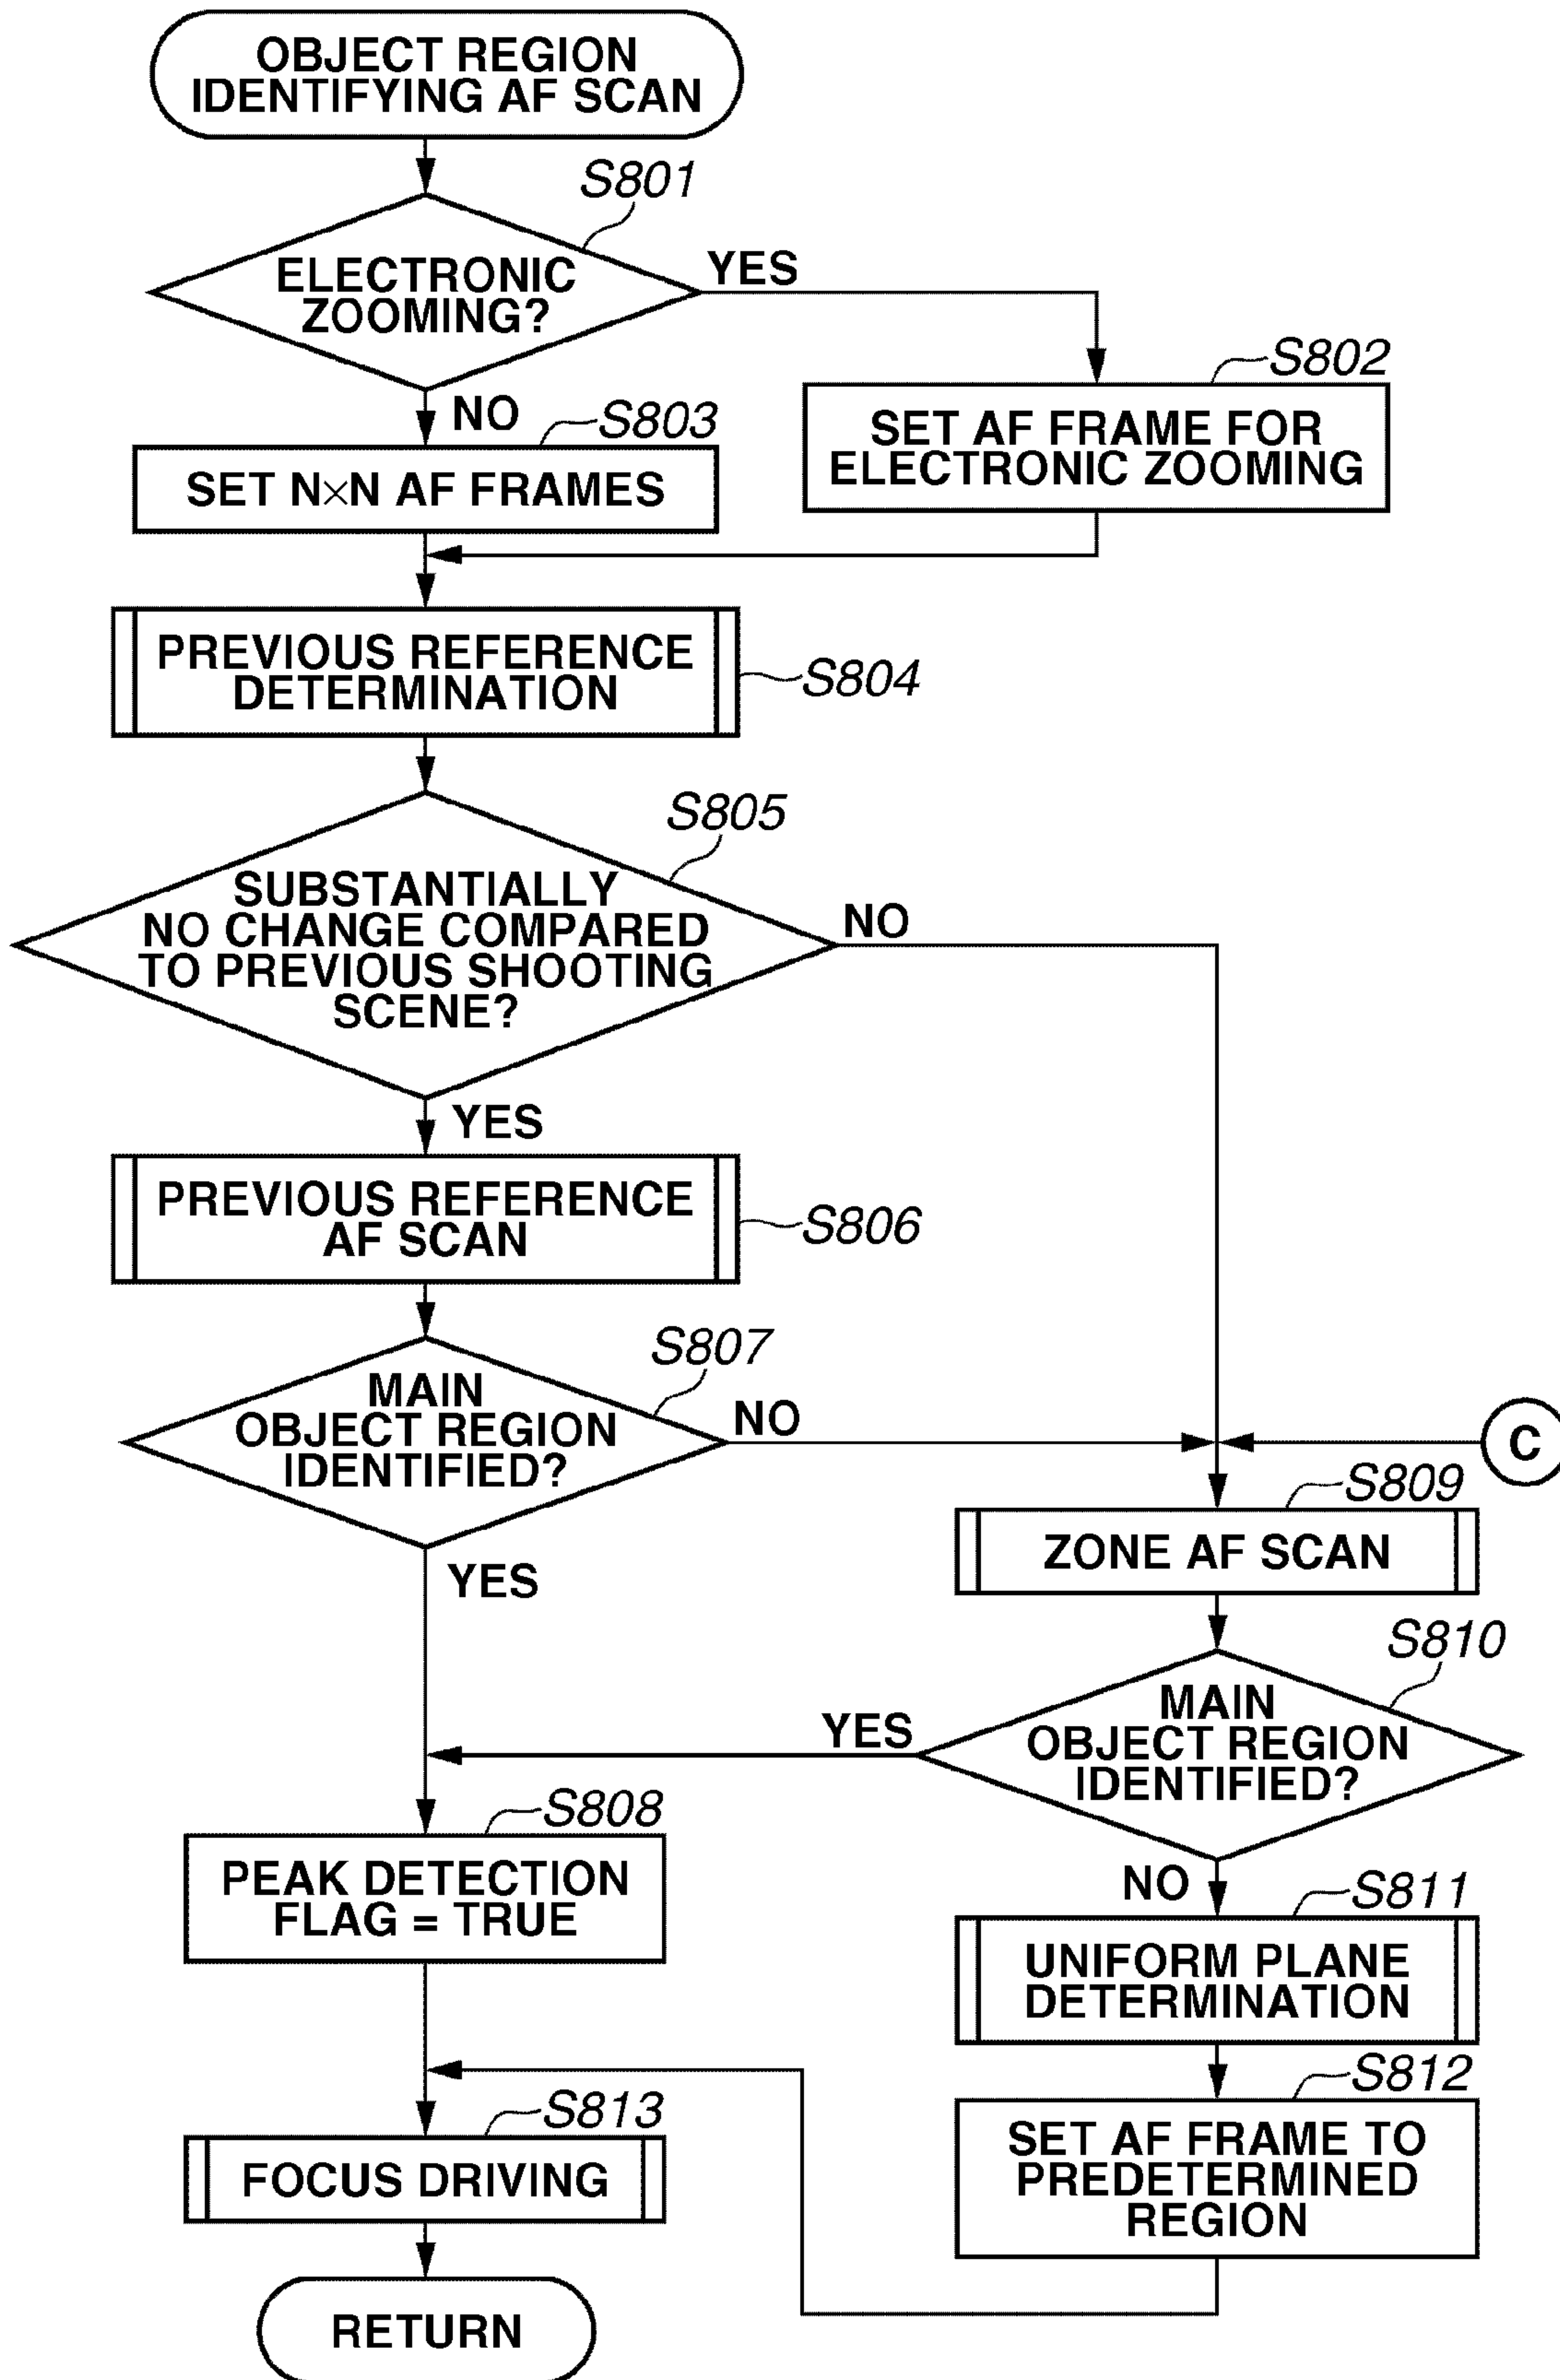 OBJECT REGION
IDENTIFYING AF SCAN
S801
ELECTRONIC
ZOOMING?
YES
S802
SET AF FRAME FOR
ELECTRONIC ZOOMING
NO
S803
SET N×N AF FRAMES
PREVIOUS REFERENCE
DETERMINATION
S804
S805
SUBSTANTIALLY
NO CHANGE COMPARED
TO PREVIOUS SHOOTING
SCENE?
NO
YES
PREVIOUS REFERENCE
AF SCAN
S806
S807
MAIN
OBJECT REGION
IDENTIFIED?
NO
C
YES
S809
ZONE AF SCAN
S810
MAIN
OBJECT REGION
IDENTIFIED?
YES
S808
PEAK DETECTION
FLAG = TRUE
NO
S811
UNIFORM PLANE
DETERMINATION
S812
SET AF FRAME TO
PREDETERMINED
REGION
S813
FOCUS DRIVING
RETURN